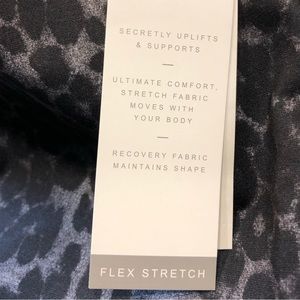 SECRETLY UPLIFTS
& SUPPORTS
ULTIMATE COMFORT,
STRETCH FABRIC
MOVES WITH
YOUR BODY
RECOVERY FABRIC
MAINTAINS SHAPE
FLEX STRETCH